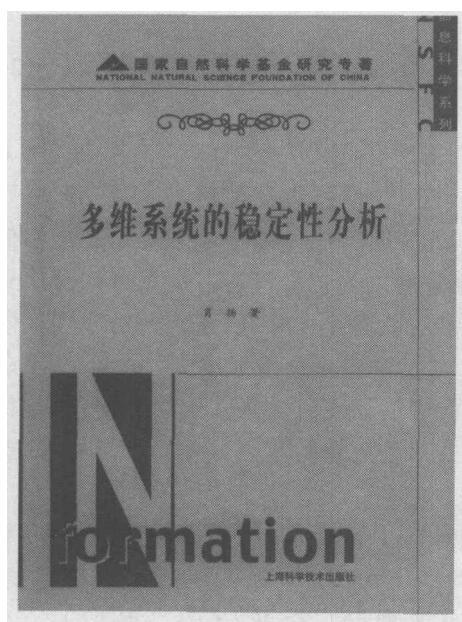 国家自然科学基金研究专著
NATIONAL NATURAL SCIENCE FOUNDATION OF CHINA
息科学系列
N S F C
多维系统的稳定性分析
肖扬 著
Nformation
上海科学技术出版社